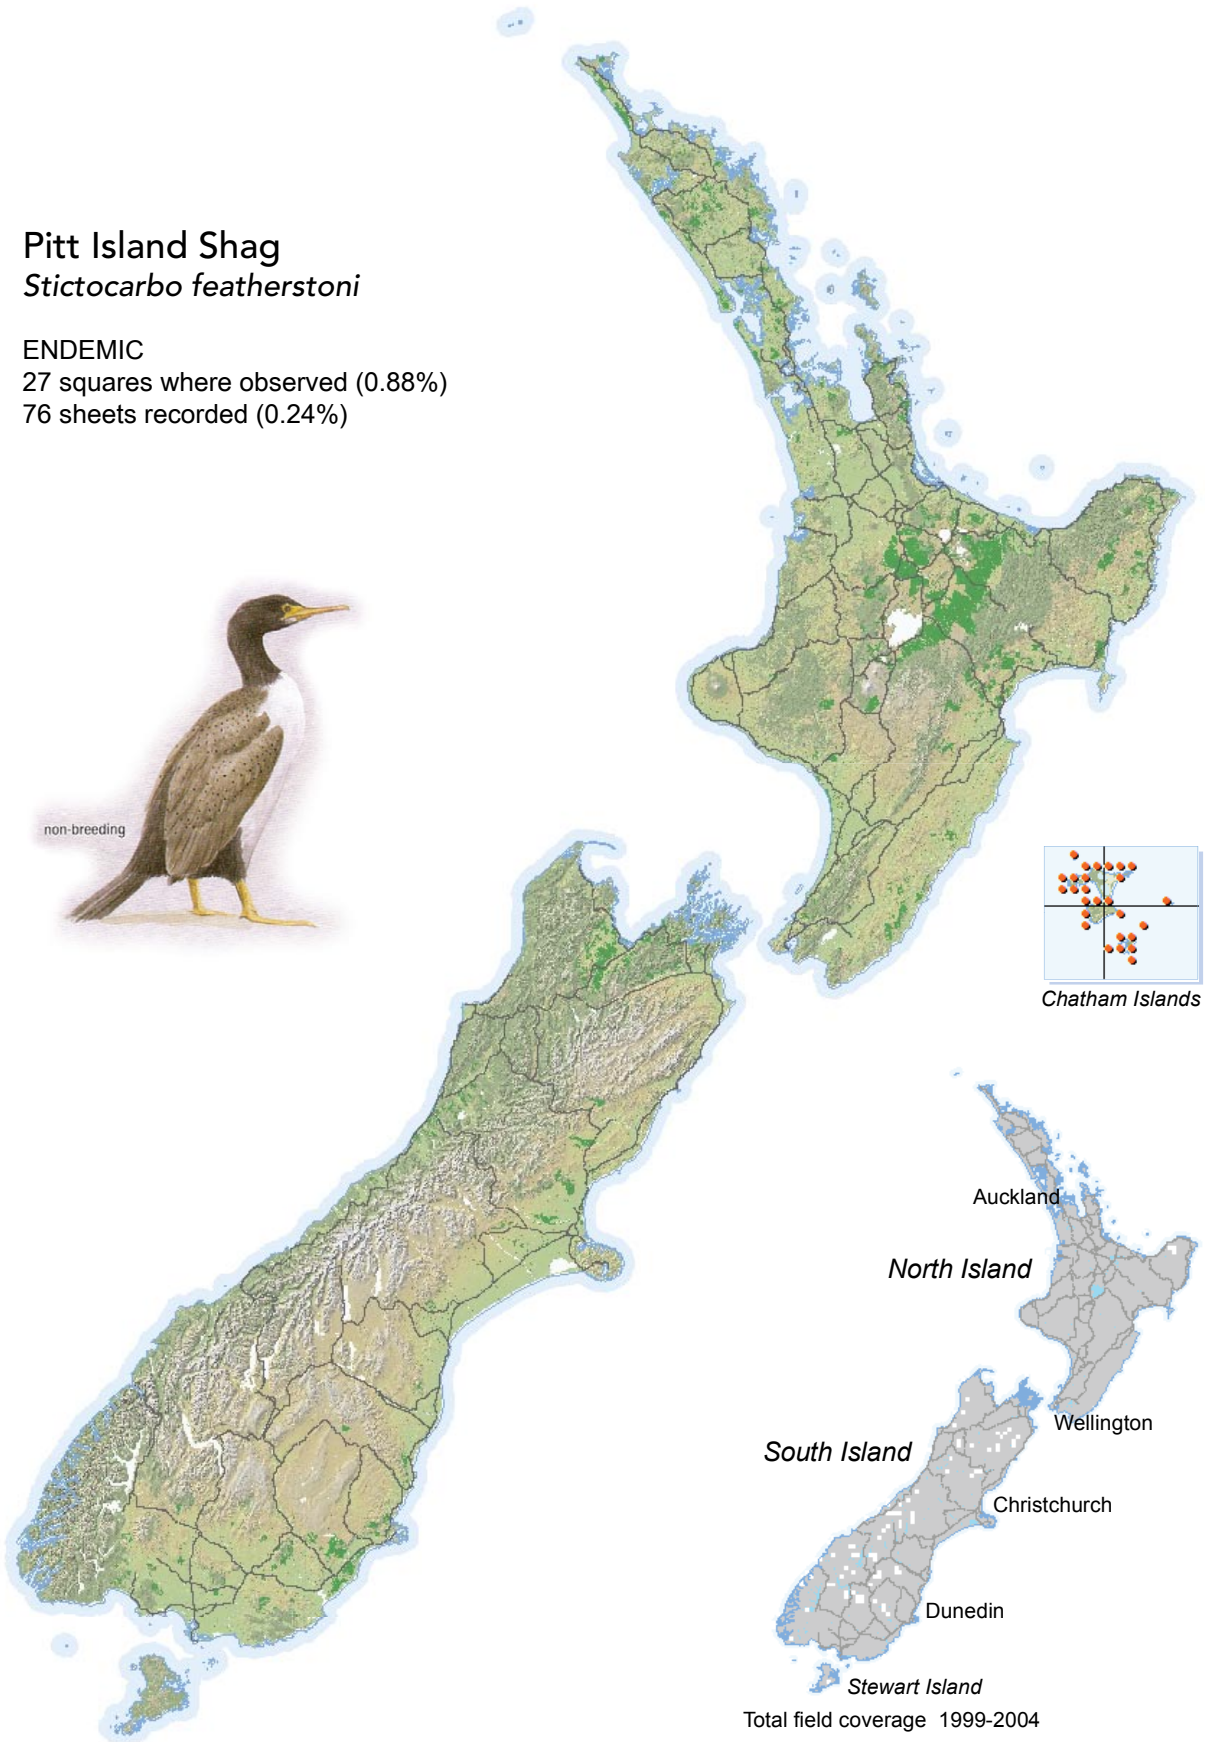 Pitt Island Shag
Stictocarbo featherstoni
ENDEMIC
27 squares where observed (0.88%)
76 sheets recorded (0.24%)
non-breeding
Chatham Islands
Auckland
North Island
Wellington
South Island
Christchurch
Dunedin
Stewart Island
Total field coverage 1999-2004